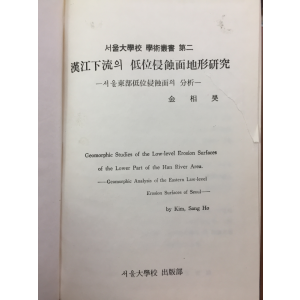 서울大學校 學術叢書 第二
漢江下流의 低位侵蝕面地形研究
—서울東部低位侵蝕面의 分析—
金 相 昊
Geomorphic Studies of the Low-level Erosion Surfaces
of the Lower Part of the Han River Area.
——Geomorphic Analysis of the Eastern Low-level
Erosion Surfaces of Seoul——
by Kim, Sang Ho
서울大學校 出版部